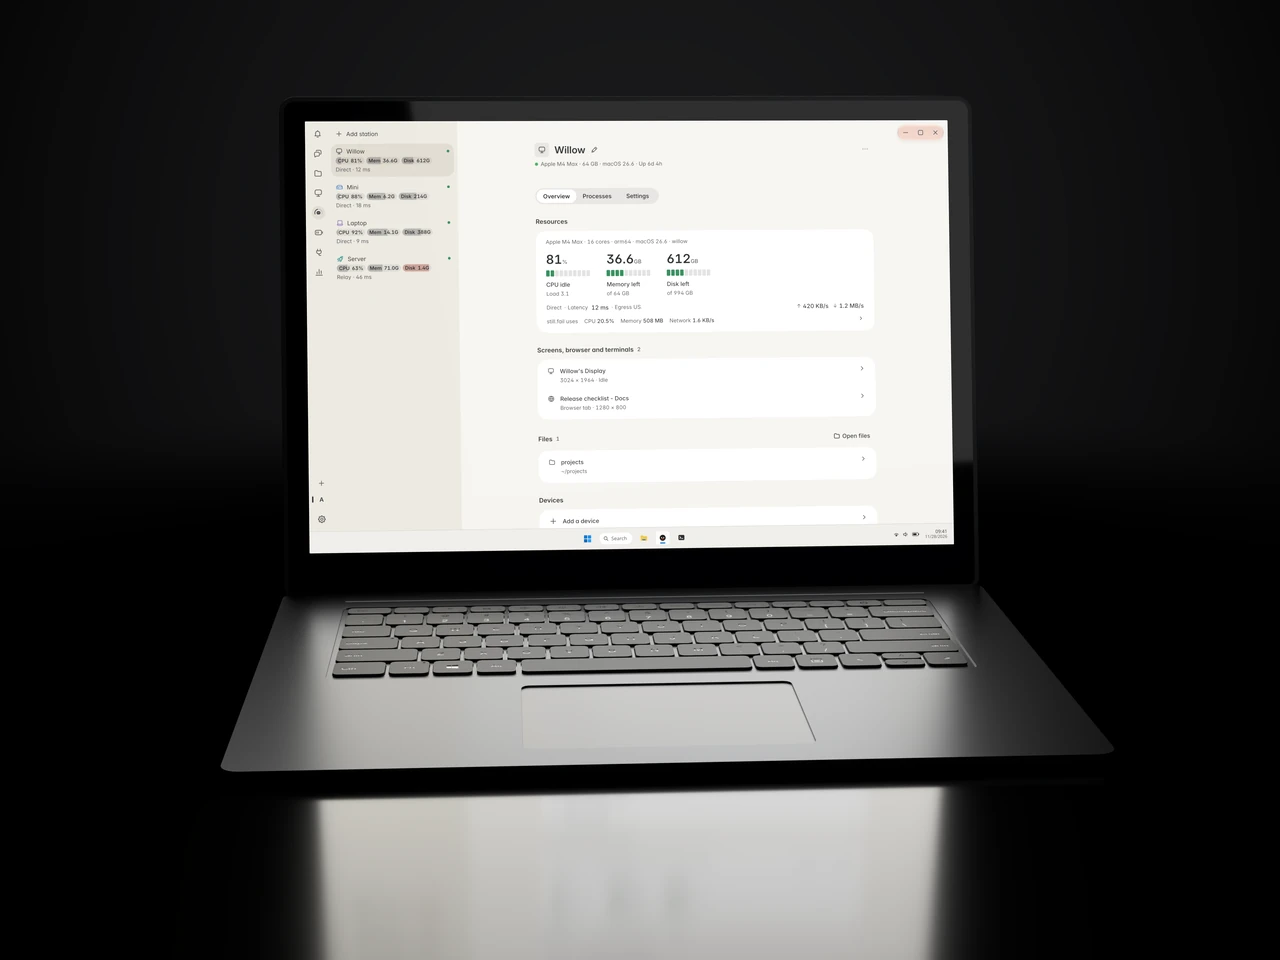 Add station
Willow
CPU 81% Mem 36.6G Disk 612G
Direct · 12 ms
Mini
CPU 88% Mem 6.2G Disk 214G
Direct · 18 ms
Laptop
CPU 92% Mem 14.1G Disk 388G
Direct · 9 ms
Server
CPU 63% Mem 71.0G Disk 1.4G
Relay · 46 ms
A
Willow
Apple M4 Max · 64 GB · macOS 26.6 · Up 6d 4h
Overview Processes Settings
Resources
Apple M4 Max · 16 cores · arm64 · macOS 26.6 · willow
81% 36.6GB 612GB
CPU idle Memory left Disk left
Load 3.1 of 64 GB of 994 GB
Direct · Latency 12 ms · Egress US
↑ 420 KB/s ↓ 1.2 MB/s
still.fail uses CPU 20.5% Memory 508 MB Network 1.6 KB/s
Screens, browser and terminals 2
Willow's Display
3024 × 1964 · Idle
Release checklist - Docs
Browser tab · 1280 × 800
Files 1
Open files
projects
~/projects
Devices
Add a device
Search
09:41
11/28/2026